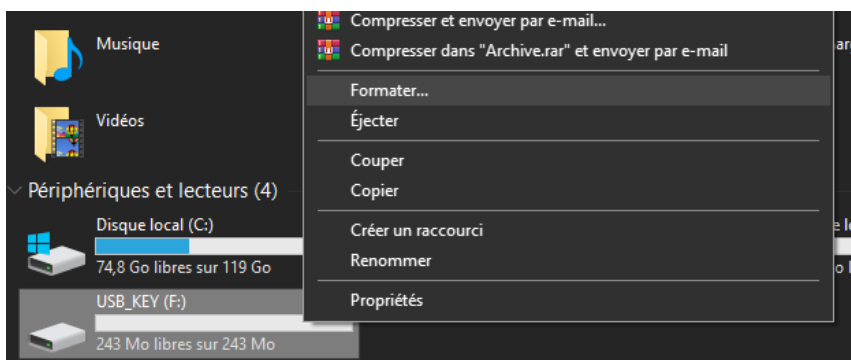 Musique
Vidéos
Périphériques et lecteurs (4)
Disque local (C:)
74,8 Go libres sur 119 Go
USB_KEY (F:)
243 Mo libres sur 243 Mo
Compresser et envoyer par e-mail...
Compresser dans "Archive.rar" et envoyer par e-mail
Formater...
Éjecter
Couper
Copier
Créer un raccourci
Renommer
Propriétés